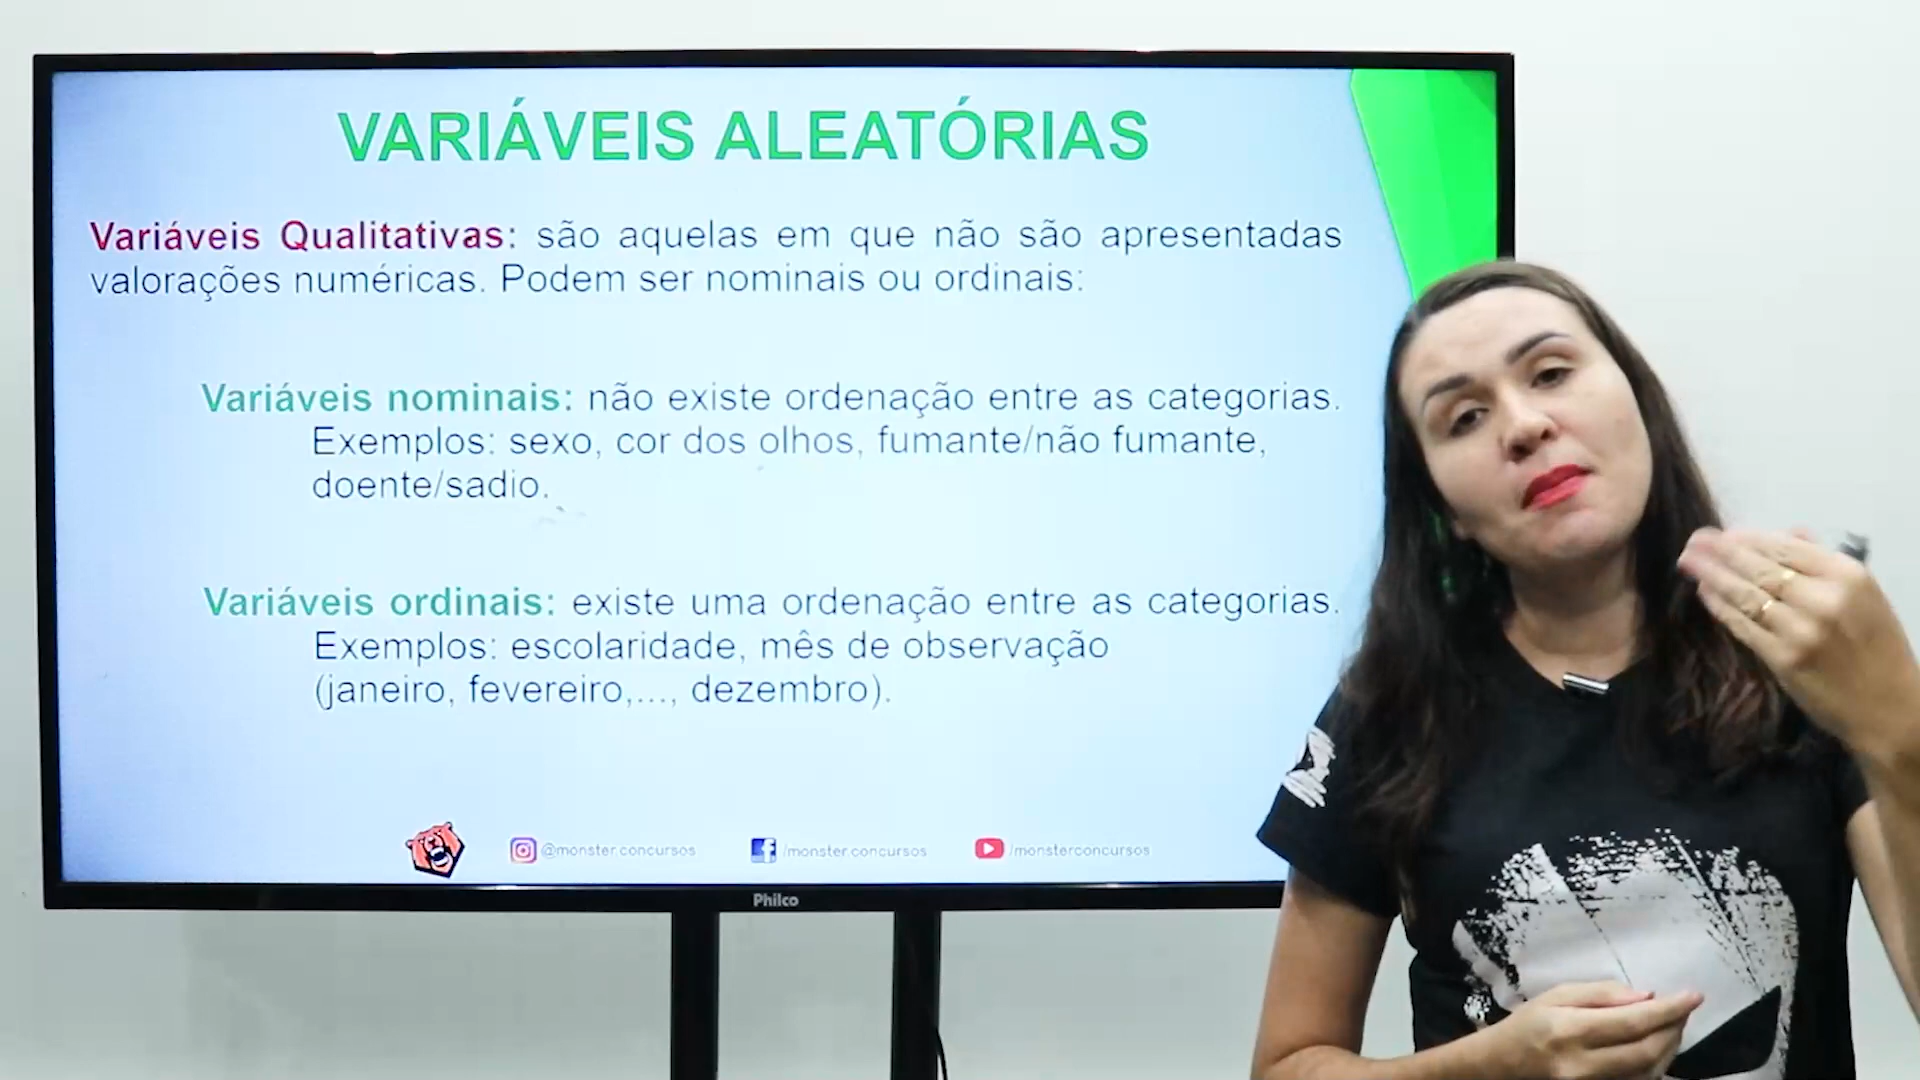 VARIÁVEIS ALEATÓRIAS
Variáveis Qualitativas: são aquelas em que não são apresentadas
valorações numéricas. Podem ser nominais ou ordinais:
Variáveis nominais: não existe ordenação entre as categorias.
Exemplos: sexo, cor dos olhos, fumante/não fumante,
doente/sadio.
Variáveis ordinais: existe uma ordenação entre as categorias.
Exemplos: escolaridade, mês de observação
(janeiro, fevereiro,..., dezembro).
@monster.concursos /monster.concursos /monsterconcursos
Philco